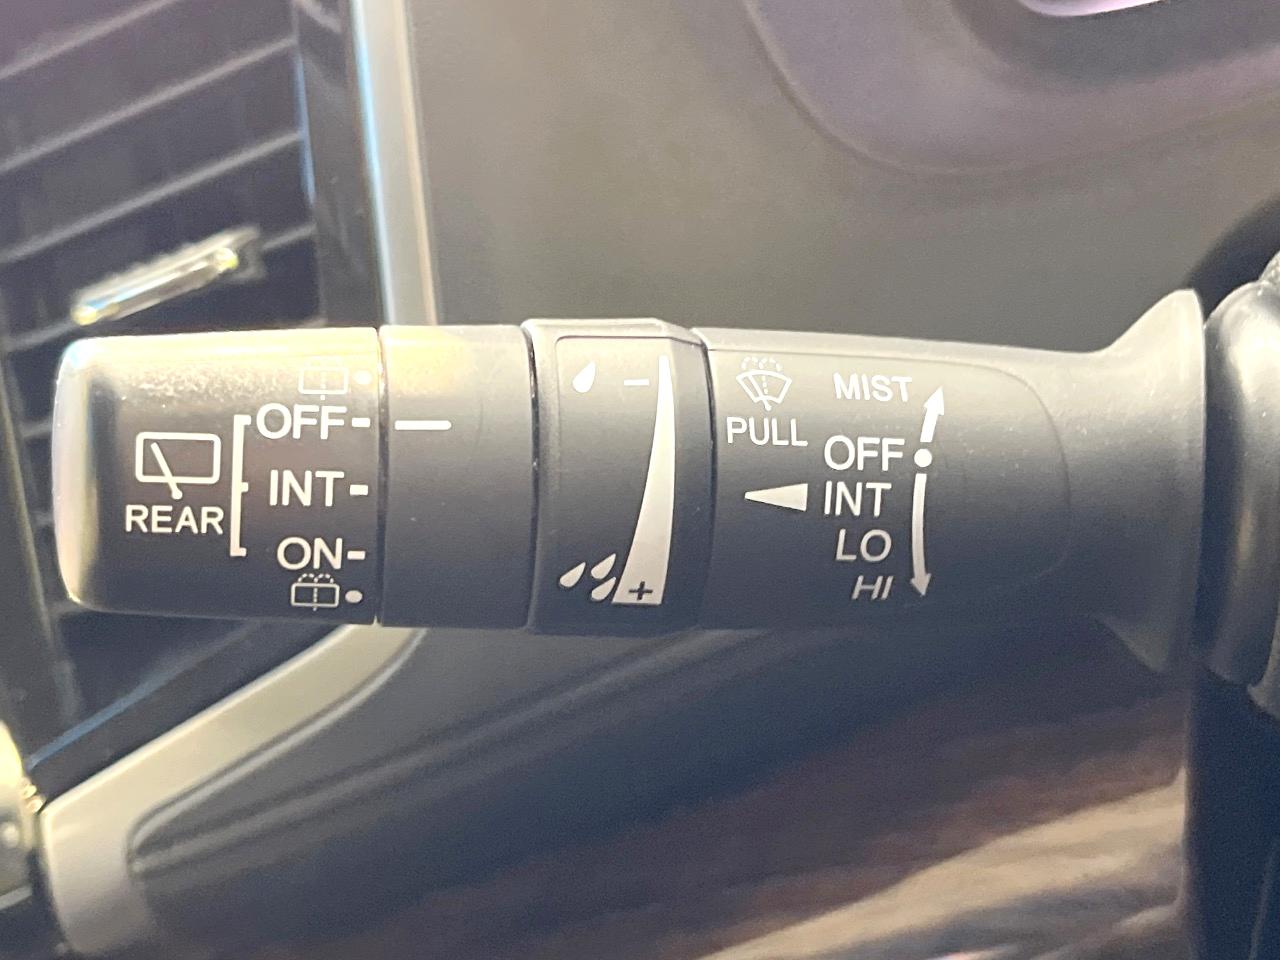 OFF
INT
ON
REAR
−
+
PULL
MIST
OFF
INT
LO
HI